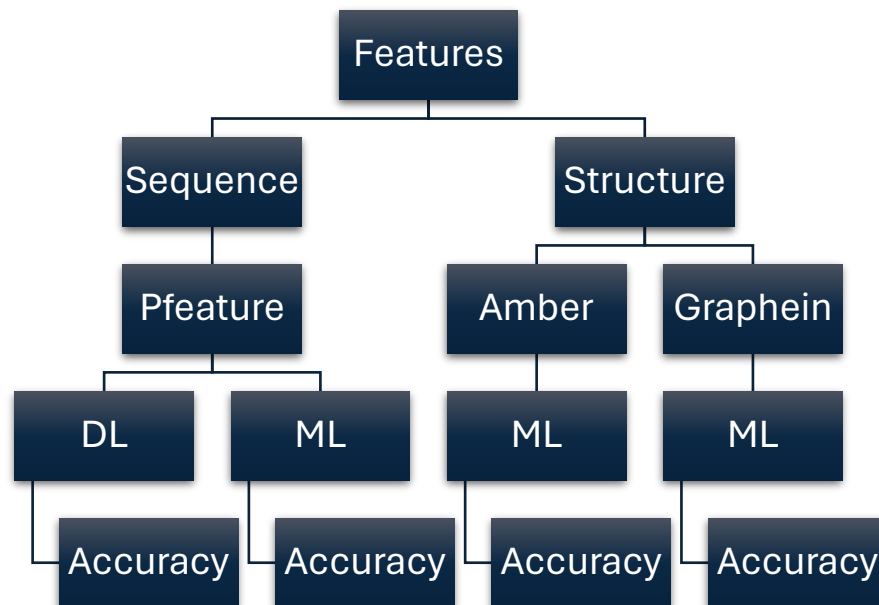 Features
Sequence
Structure
Pfeature
Amber
Graphein
DL
ML
ML
ML
Accuracy
Accuracy
Accuracy
Accuracy